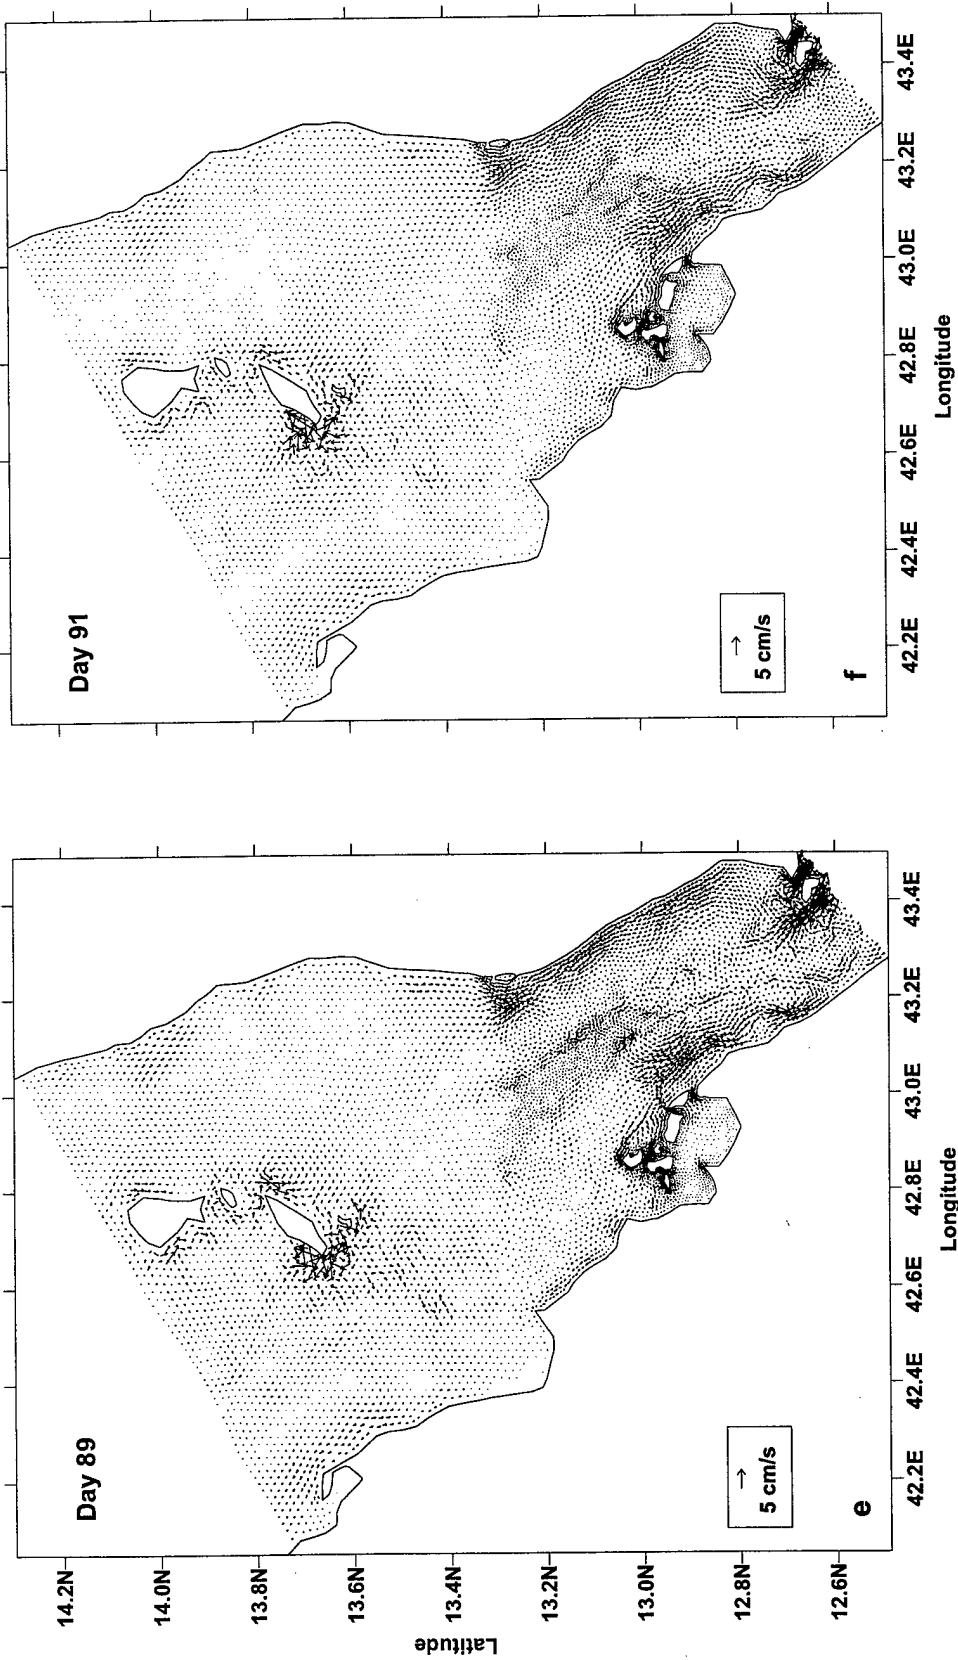 Day 89
5 cm/s
e
14.2N
14.0N
13.8N
13.6N
13.4N
13.2N
13.0N
12.8N
12.6N
Latitude
42.2E
42.4E
42.6E
42.8E
43.0E
43.2E
43.4E
Longitude
Day 91
5 cm/s
f
42.2E
42.4E
42.6E
42.8E
43.0E
43.2E
43.4E
Longitude